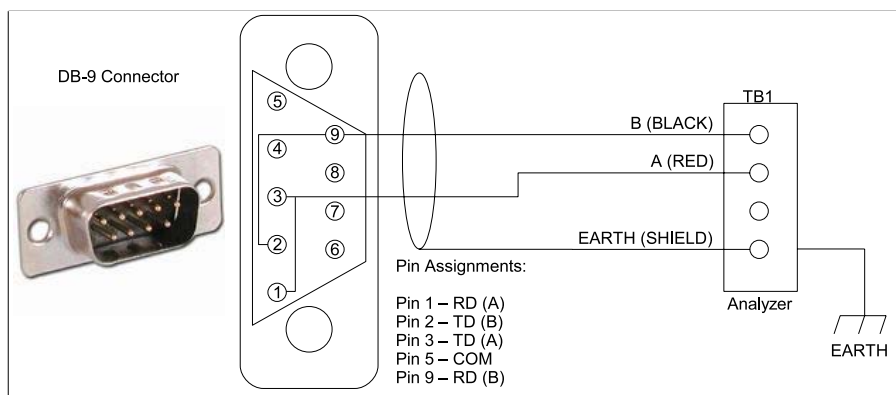 DB-9 Connector
5
9
4
8
3
7
2
6
1
TB1
B (BLACK)
A (RED)
EARTH (SHIELD)
Analyzer
EARTH
Pin Assignments:
Pin 1 – RD (A)
Pin 2 – TD (B)
Pin 3 – TD (A)
Pin 5 – COM
Pin 9 – RD (B)